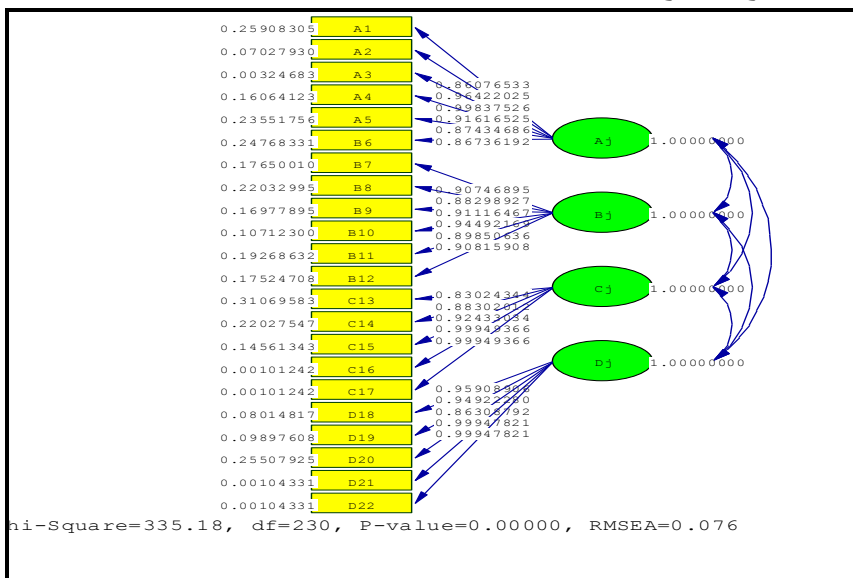 0.25908305 A1
0.07027930 A2
0.00324683 A3
0.16064123 A4
0.23551756 A5
0.24768331 B6
0.17650010 B7
0.22032995 B8
0.16977895 B9
0.10712300 B10
0.19268632 B11
0.17524708 B12
0.31069583 C13
0.22027547 C14
0.14561343 C15
0.00101242 C16
0.00101242 C17
0.08014817 D18
0.09897608 D19
0.25507925 D20
0.00104331 D21
0.00104331 D22
0.86076533
0.96422025
0.99837526
0.91616525
0.87434686
0.86736192
0.90746895
0.88298927
0.91116467
0.94492169
0.89850636
0.90815908
0.83024344
0.88302012
0.92433034
0.99949366
0.99949366
0.95908906
0.94922280
0.86308792
0.99947821
0.99947821
Aj 1.00000000
Bj 1.00000000
Cj 1.00000000
Dj 1.00000000
hi-Square=335.18, df=230, P-value=0.00000, RMSEA=0.076